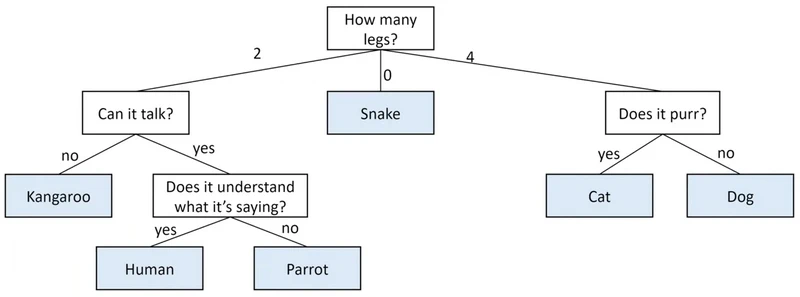 How many
legs?
2
0
4
Can it talk?
Snake
Does it purr?
no
yes
yes
no
Kangaroo
Does it understand
what it's saying?
Cat
Dog
yes
no
Human
Parrot